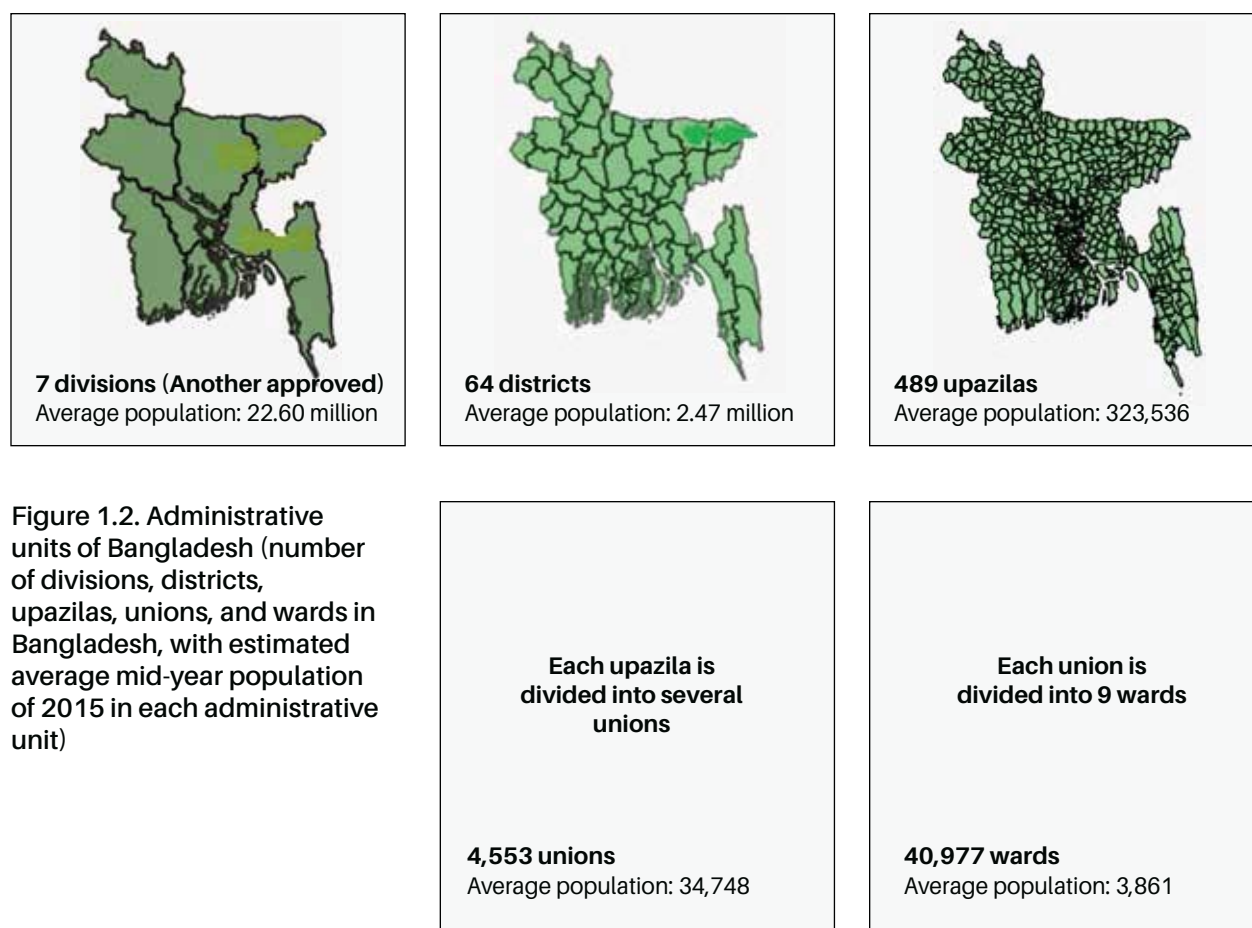 7 divisions (Another approved)
Average population: 22.60 million
64 districts
Average population: 2.47 million
489 upazilas
Average population: 323,536
Figure 1.2. Administrative
units of Bangladesh (number
of divisions, districts,
upazilas, unions, and wards in
Bangladesh, with estimated
average mid-year population
of 2015 in each administrative
unit)
Each upazila is
divided into several
unions
4,553 unions
Average population: 34,748
Each union is
divided into 9 wards
40,977 wards
Average population: 3,861